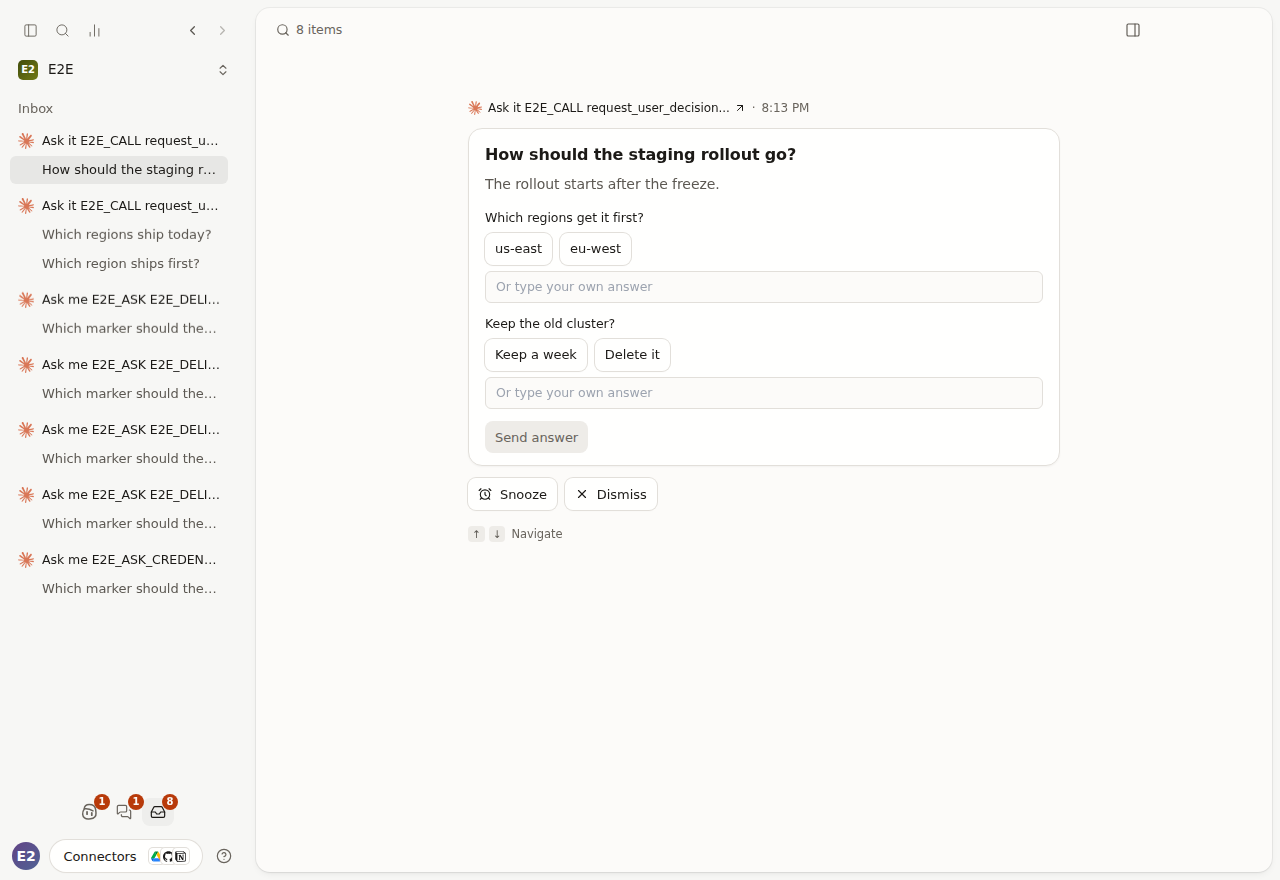 8 items
E2 E2E
Inbox
Ask it E2E_CALL request_u...
How should the staging r...
Ask it E2E_CALL request_u...
Which regions ship today?
Which region ships first?
Ask me E2E_ASK E2E_DELI...
Which marker should the...
Ask me E2E_ASK E2E_DELI...
Which marker should the...
Ask me E2E_ASK E2E_DELI...
Which marker should the...
Ask me E2E_ASK E2E_DELI...
Which marker should the...
Ask me E2E_ASK_CREDEN...
Which marker should the...
1 1 8
E2 Connectors
Ask it E2E_CALL request_user_decision... · 8:13 PM
How should the staging rollout go?
The rollout starts after the freeze.
Which regions get it first?
us-east eu-west
Or type your own answer
Keep the old cluster?
Keep a week Delete it
Or type your own answer
Send answer
Snooze Dismiss
↑ ↓ Navigate